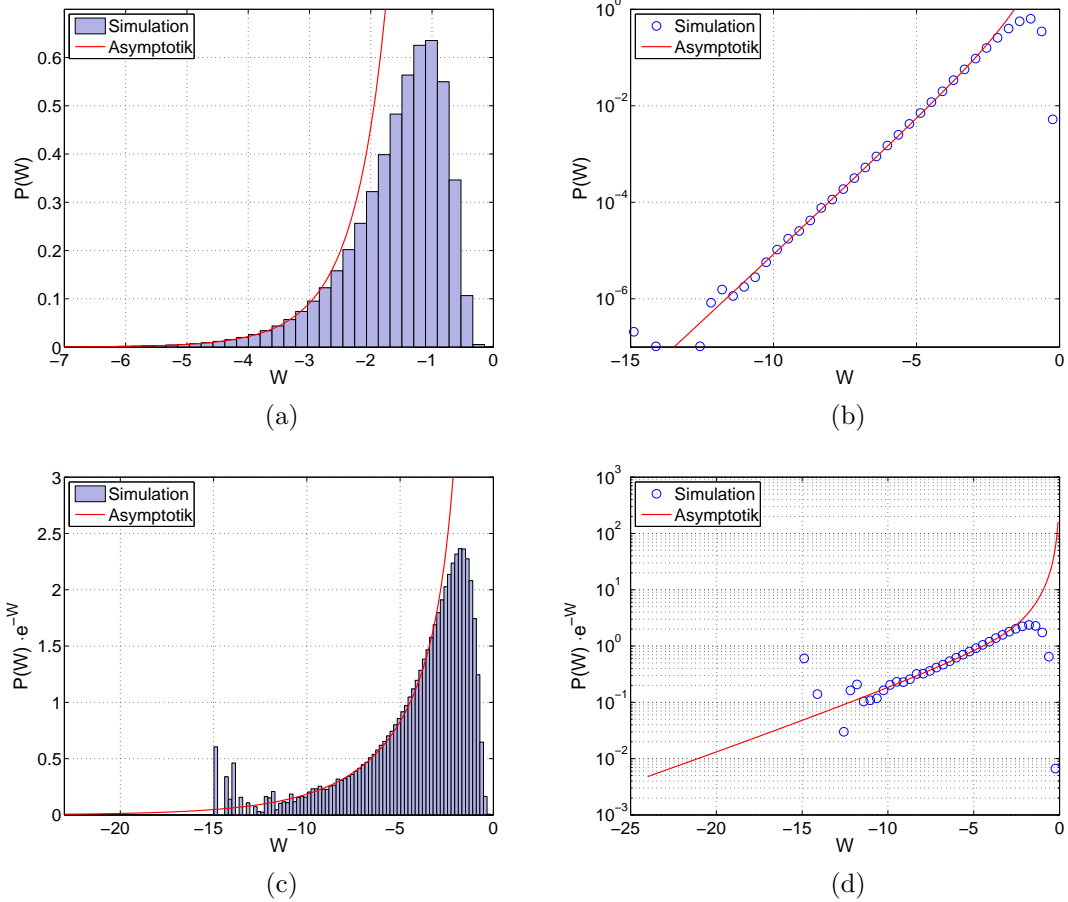 Simulation
Asymptotik
P(W)
0.6
0.5
0.4
0.3
0.2
0.1
0
−7 −6 −5 −4 −3 −2 −1
W
(a)
Simulation
Asymptotik
P(W)
10^0
10^−2
10^−4
10^−6
−15 −10 −5 0
W
(b)
Simulation
Asymptotik
P(W) ⋅e^−W
3
2.5
2
1.5
1
0.5
0
−20 −15 −10 −5 0
W
(c)
Simulation
Asymptotik
P(W) ⋅e^−W
10^3
10^2
10^1
10^0
10^−1
10^−2
10^−3
−25 −20 −15 −10 −5 0
W
(d)